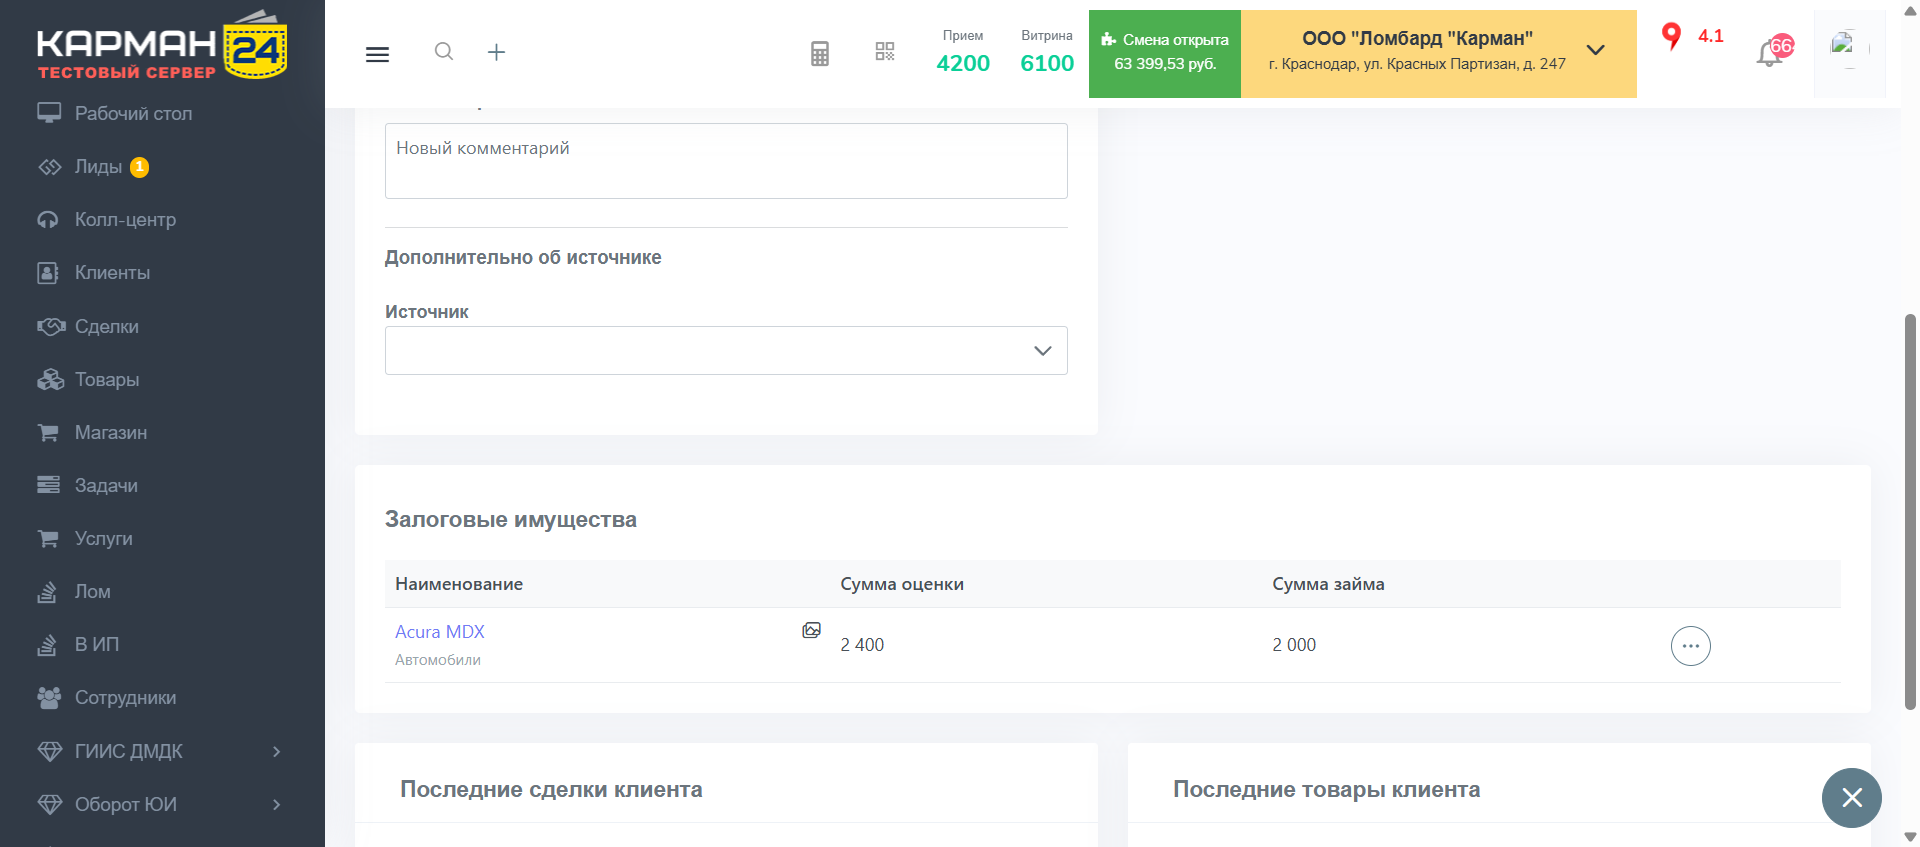 КАРМАН 24
ТЕСТОВЫЙ СЕРВЕР
Рабочий стол
Лиды 1
Колл-центр
Клиенты
Сделки
Товары
Магазин
Задачи
Услуги
Лом
В ИП
Сотрудники
ГИИС ДМДК
Оборот ЮИ
Прием
4200
Витрина
6100
Смена открыта
63 399,53 руб.
ООО "Ломбард "Карман"
г. Краснодар, ул. Красных Партизан, д. 247
4.1
Новый комментарий
Дополнительно об источнике
Источник
Залоговые имущества
Наименование Сумма оценки Сумма займа
Acura MDX
Автомобили
2 400 2 000
Последние сделки клиента
Последние товары клиента